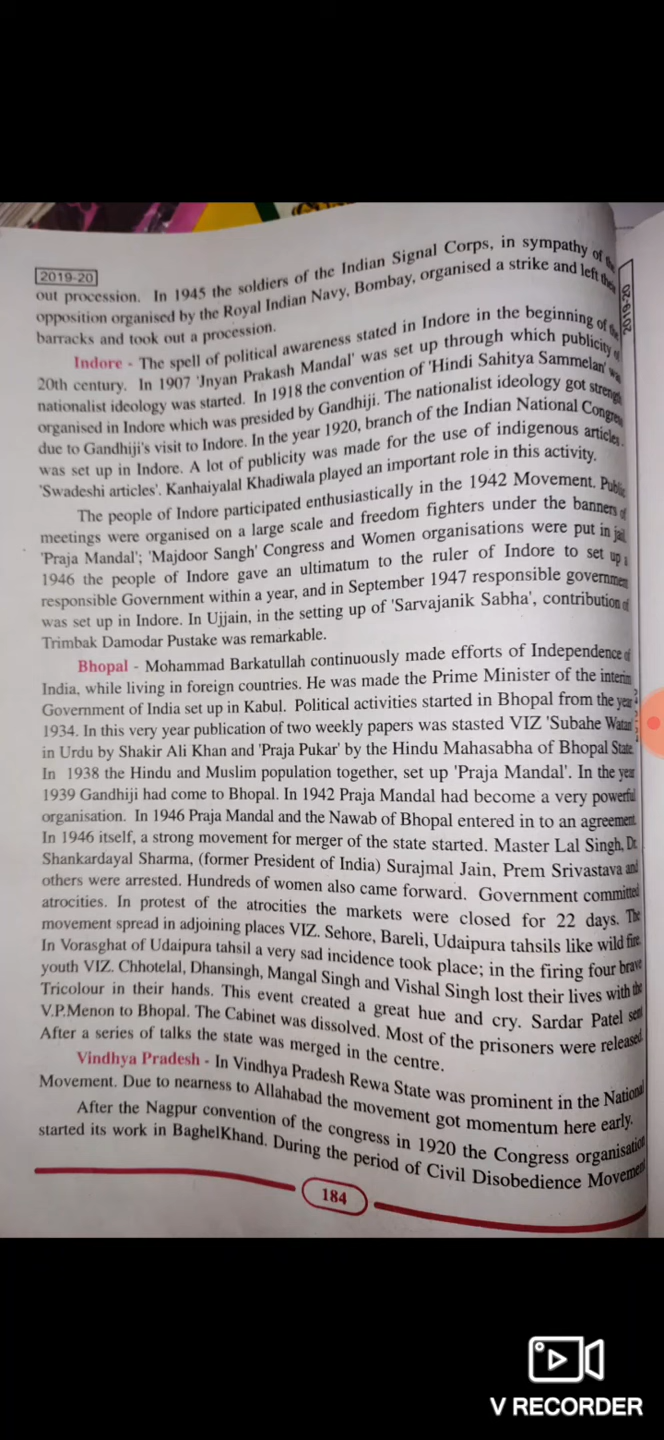 2019-20
out procession. In 1945 the soldiers of the Indian Signal Corps, in sympathy of the
opposition organised by the Royal Indian Navy, Bombay, organised a strike and left their
barracks and took out a procession.
2019-20
Indore - The spell of political awareness stated in Indore in the beginning of the
20th century. In 1907 'Jnyan Prakash Mandal' was set up through which publicity of
nationalist ideology was started. In 1918 the convention of 'Hindi Sahitya Sammelan' was
organised in Indore which was presided by Gandhiji. The nationalist ideology got strength
due to Gandhiji's visit to Indore. In the year 1920, branch of the Indian National Congress
was set up in Indore. A lot of publicity was made for the use of indigenous articles.
'Swadeshi articles'. Kanhaiyalal Khadiwala played an important role in this activity.
The people of Indore participated enthusiastically in the 1942 Movement. Public
meetings were organised on a large scale and freedom fighters under the banners of
'Praja Mandal'; 'Majdoor Sangh' Congress and Women organisations were put in jail.
1946 the people of Indore gave an ultimatum to the ruler of Indore to set up a
responsible Government within a year, and in September 1947 responsible government
was set up in Indore. In Ujjain, in the setting up of 'Sarvajanik Sabha', contribution of
Trimbak Damodar Pustake was remarkable.
Bhopal - Mohammad Barkatullah continuously made efforts of Independence of
India, while living in foreign countries. He was made the Prime Minister of the interim
Government of India set up in Kabul. Political activities started in Bhopal from the year
1934. In this very year publication of two weekly papers was stasted VIZ 'Subahe Watan'
in Urdu by Shakir Ali Khan and 'Praja Pukar' by the Hindu Mahasabha of Bhopal State.
In 1938 the Hindu and Muslim population together, set up 'Praja Mandal'. In the year
1939 Gandhiji had come to Bhopal. In 1942 Praja Mandal had become a very powerful
organisation. In 1946 Praja Mandal and the Nawab of Bhopal entered in to an agreement.
In 1946 itself, a strong movement for merger of the state started. Master Lal Singh, Dr.
Shankardayal Sharma, (former President of India) Surajmal Jain, Prem Srivastava and
others were arrested. Hundreds of women also came forward. Government committed
atrocities. In protest of the atrocities the markets were closed for 22 days. The
movement spread in adjoining places VIZ. Sehore, Bareli, Udaipura tahsils like wild fire.
In Vorasghat of Udaipura tahsil a very sad incidence took place; in the firing four brave
youth VIZ. Chhotelal, Dhansingh, Mangal Singh and Vishal Singh lost their lives with the
Tricolour in their hands. This event created a great hue and cry. Sardar Patel sent
V.P.Menon to Bhopal. The Cabinet was dissolved. Most of the prisoners were released.
After a series of talks the state was merged in the centre.
Vindhya Pradesh - In Vindhya Pradesh Rewa State was prominent in the National
Movement. Due to nearness to Allahabad the movement got momentum here early.
After the Nagpur convention of the congress in 1920 the Congress organisation
started its work in BaghelKhand. During the period of Civil Disobedience Movement
184
V RECORDER